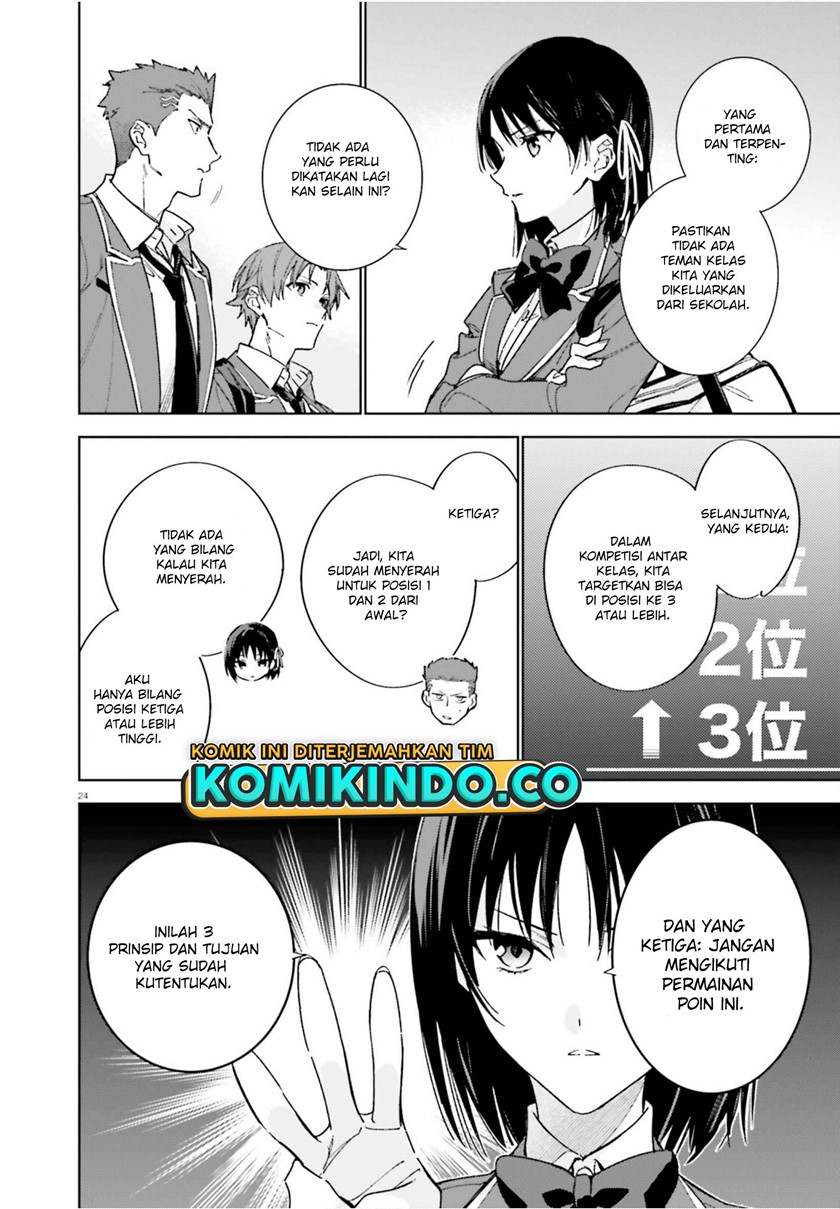 YANG
PERTAMA
DAN TERPEN-
TING:
PASTIKAN
TIDAK ADA
TEMAN KELAS
KITA YANG
DIKELUARKAN
DARI SEKOLAH.
TIDAK ADA
YANG PERLU
DIKATAKAN LAGI
KAN SELAIN INI?
SELANJUTNYA,
YANG KEDUA:
DALAM
KOMPETISI ANTAR
KELAS, KITA
TARGETKAN BISA
DI POSISI KE 3
ATAU LEBIH.
位
2位
↑ 3位
KETIGA?
JADI, KITA
SUDAH MENYERAH
UNTUK POSISI 1
DAN 2 DARI
AWAL?
TIDAK ADA
YANG BILANG
KALAU KITA
MENYERAH.
AKU
HANYA BILANG
POSISI KETIGA
ATAU LEBIH
TINGGI.
KOMIK INI DITERJEMAHKAN TIM
KOMIKINDO.CO
24
DAN YANG
KETIGA: JANGAN
MENGIKUTI
PERMAINAN
POIN INI.
INILAH 3
PRINSIP DAN TUJUAN
YANG SUDAH
KUTENTUKAN.